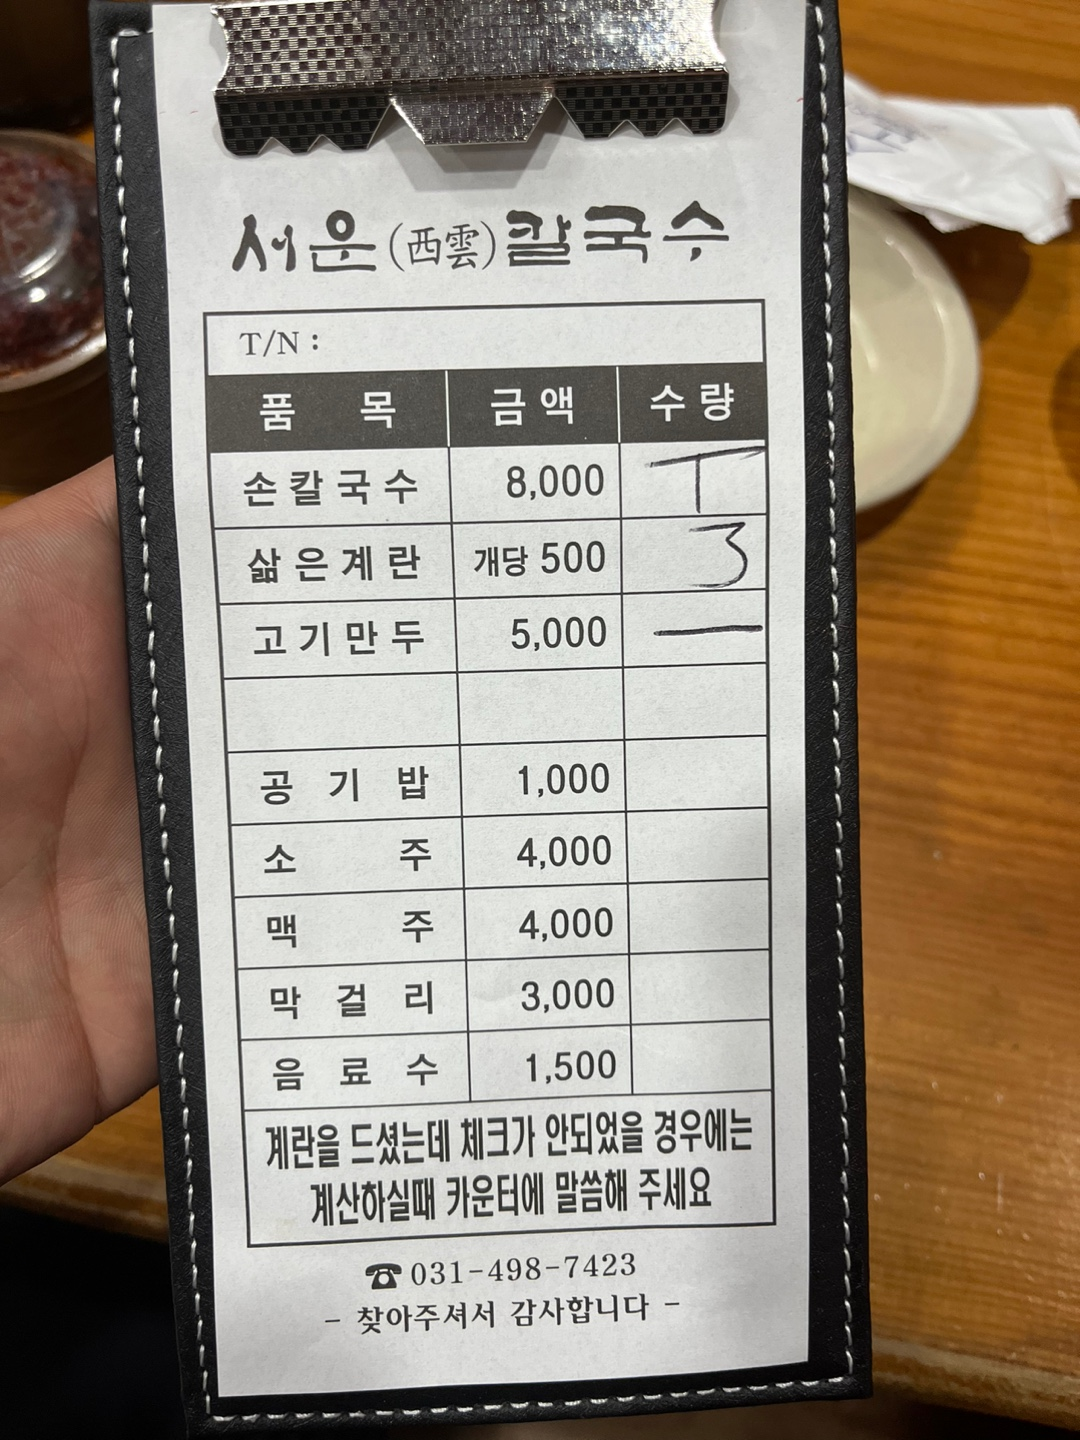 서운(西雲)칼국수
T/N :
품 목 금액 수량
손칼국수 8,000 T
삶은계란 개당 500 3
고기만두 5,000 一
공기밥 1,000
소주 4,000
맥주 4,000
막걸리 3,000
음료수 1,500
계란을 드셨는데 체크가 안되었을 경우에는
계산하실때 카운터에 말씀해 주세요
☎031-498-7423
- 찾아주셔서 감사합니다 -